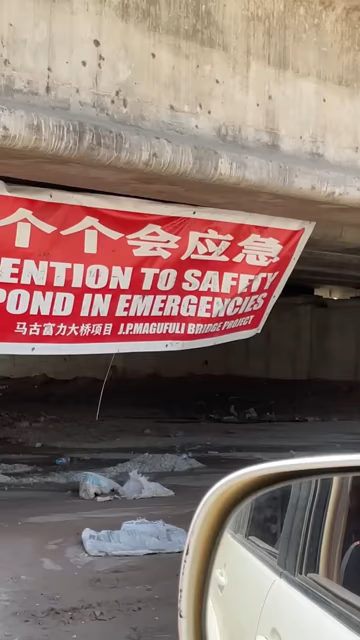 个个会应急
ENTION TO SAFETY
POND IN EMERGENCIES
马古富力大桥项目 J.P.MAGUFULI BRIDGE PROJECT